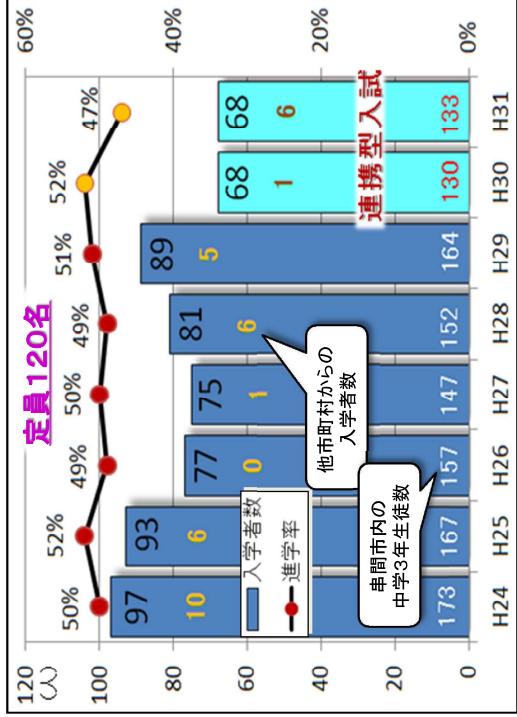 定員120名
120
(人)
100
80
60
40
20
0
60%
40%
20%
0%
50%
52%
49%
50%
49%
51%
52%
47%
97
93
77
75
81
89
68
68
10
6
0
1
6
5
1
6
入学者数
進学率
他市町村からの
入学者数
串間市内の
中学3年生徒数
連携型入試
173
167
157
147
152
164
130
133
H24
H25
H26
H27
H28
H29
H30
H31